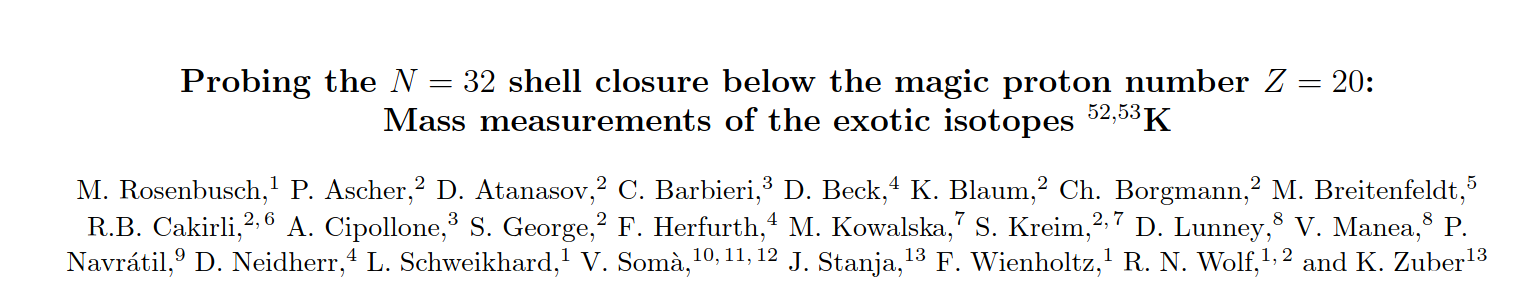 Probing the N = 32 shell closure below the magic proton number Z = 20:
Mass measurements of the exotic isotopes ⁵²,⁵³K
M. Rosenbusch,¹ P. Ascher,² D. Atanasov,² C. Barbieri,³ D. Beck,⁴ K. Blaum,² Ch. Borgmann,² M. Breitenfeldt,⁵
R.B. Cakirli,²,⁶ A. Cipollone,³ S. George,² F. Herfurth,⁴ M. Kowalska,⁷ S. Kreim,²,⁷ D. Lunney,⁸ V. Manea,⁸ P.
Navrátil,⁹ D. Neidherr,⁴ L. Schweikhard,¹ V. Somà,¹⁰,¹¹,¹² J. Stanja,¹³ F. Wienholtz,¹ R. N. Wolf,¹,² and K. Zuber¹³